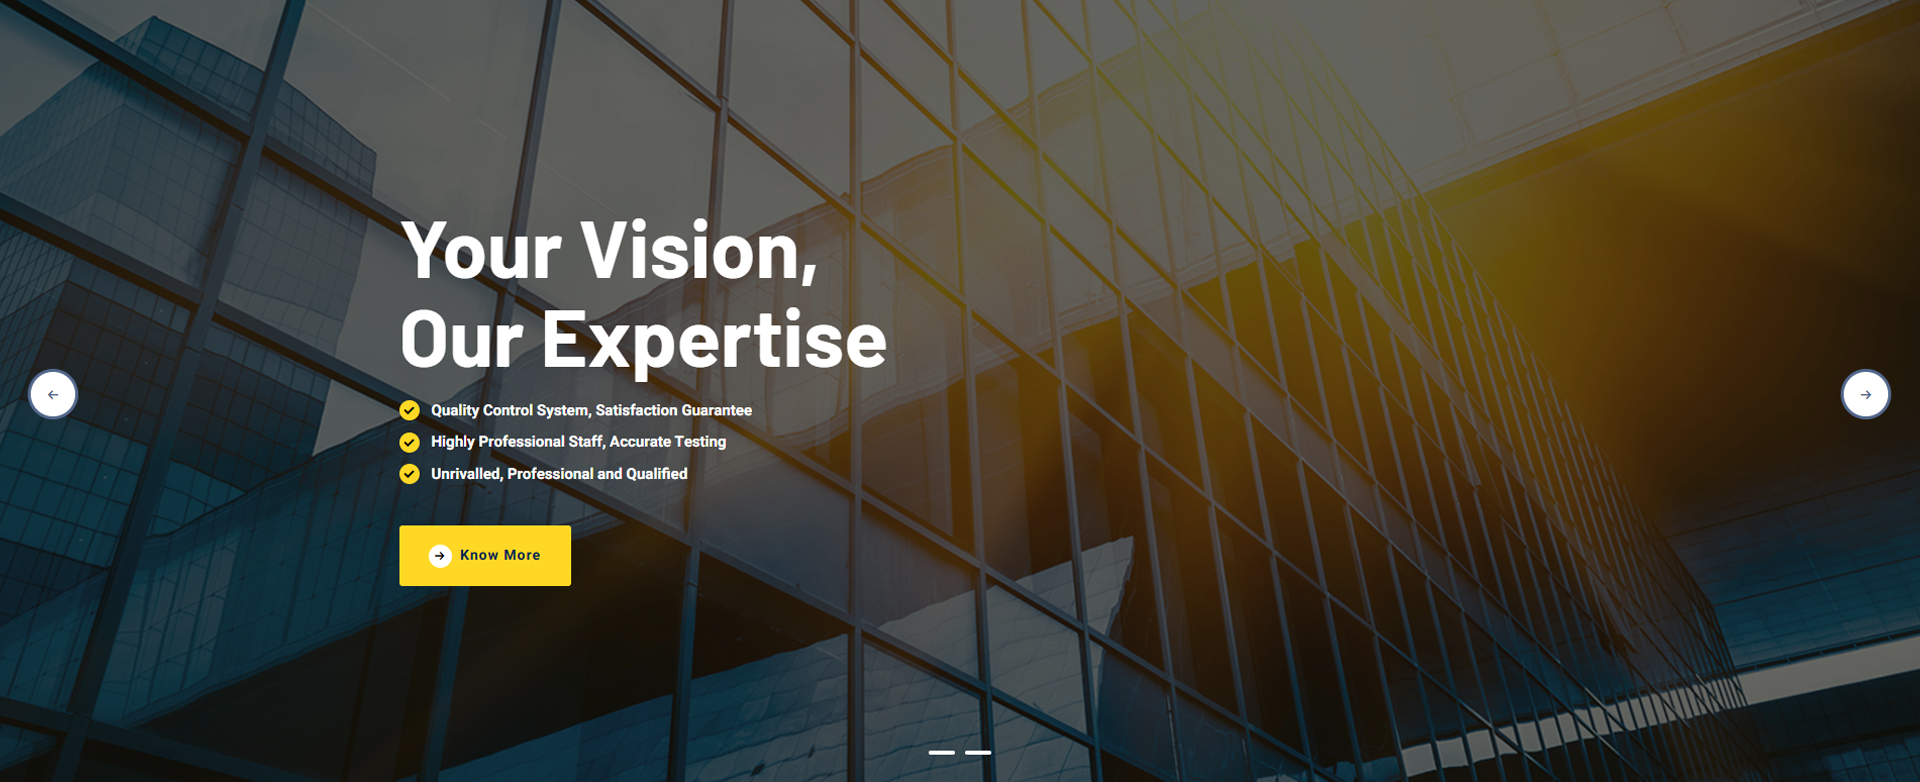 Your Vision,
Our Expertise
Quality Control System, Satisfaction Guarantee
Highly Professional Staff, Accurate Testing
Unrivalled, Professional and Qualified
Know More